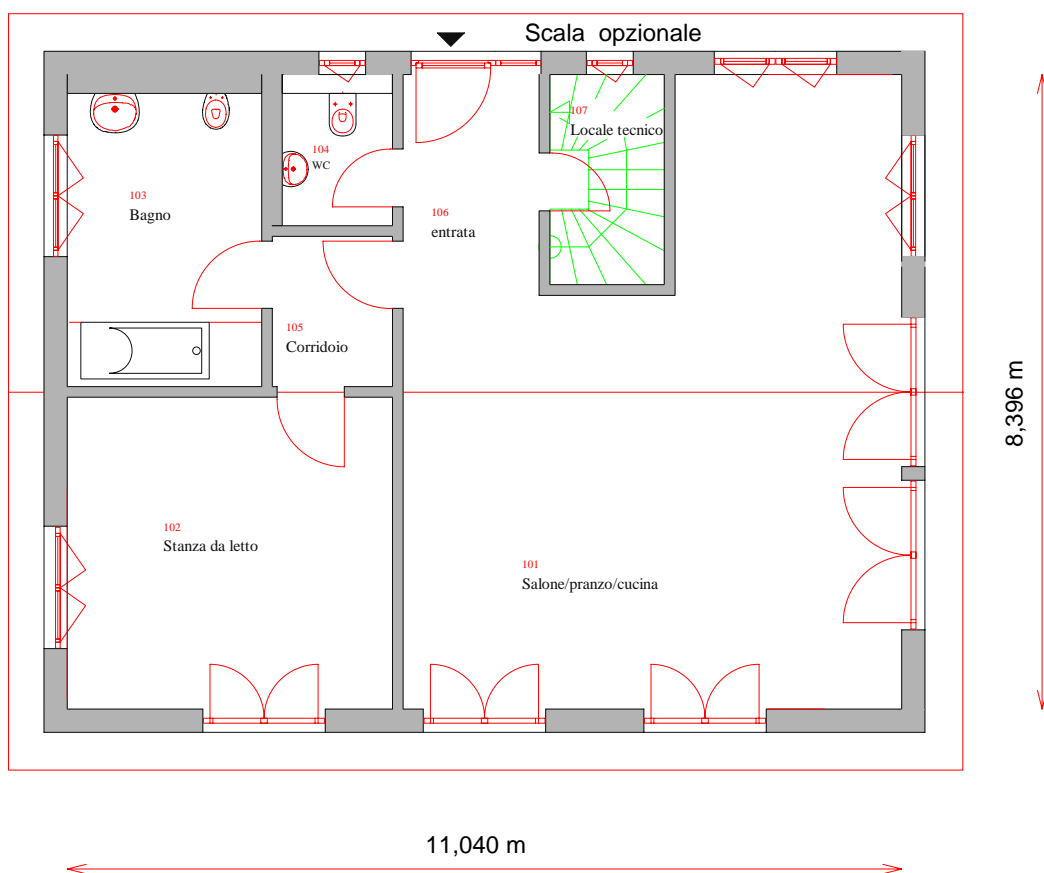 Scala opzionale
107
Locale tecnico
104
WC
103
Bagno
106
entrata
105
Corridoio
8,396 m
102
Stanza da letto
101
Salone/pranzo/cucina
11,040 m